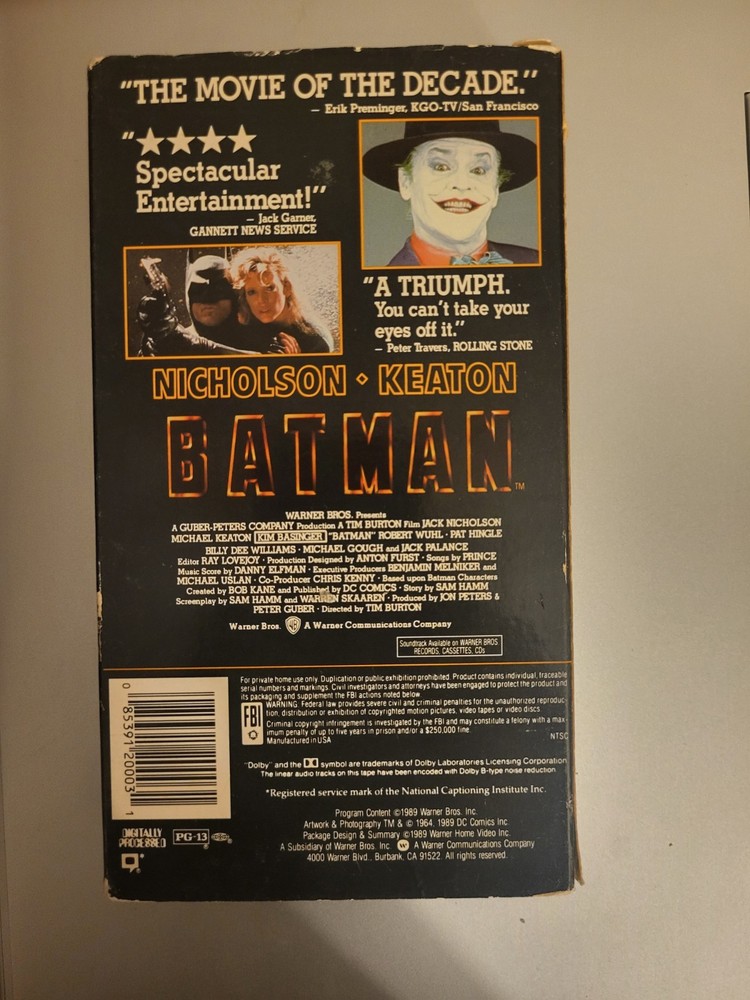 "THE MOVIE OF THE DECADE."
— Erik Preminger, KGO-TV/San Francisco
"★★★★
Spectacular
Entertainment!"
— Jack Garner,
GANNETT NEWS SERVICE
"A TRIUMPH.
You can't take your
eyes off it."
— Peter Travers, ROLLING STONE
NICHOLSON • KEATON
BATMAN™
WARNER BROS. Presents
A GUBER-PETERS COMPANY Production A TIM BURTON Film JACK NICHOLSON
MICHAEL KEATON KIM BASINGER "BATMAN" ROBERT WUHL • PAT HINGLE
BILLY DEE WILLIAMS • MICHAEL GOUGH and JACK PALANCE
Editor RAY LOVEJOY • Production Designed by ANTON FURST • Songs by PRINCE
Music Score by DANNY ELFMAN • Executive Producers BENJAMIN MELNIKER and
MICHAEL USLAN • Co-Producer CHRIS KENNY • Based upon Batman Characters
Created by BOB KANE and Published by DC COMICS • Story by SAM HAMM
Screenplay by SAM HAMM and WARREN SKAAREN • Produced by JON PETERS &
PETER GUBER • Directed by TIM BURTON
Warner Bros. WB A Warner Communications Company
Soundtrack Available on WARNER BROS.
RECORDS, CASSETTES, CDs
For private home use only. Duplication or public exhibition prohibited. Product contains individual, traceable
serial numbers and markings. Civil investigators and attorneys have been engaged to protect the product and
its packaging and supplement the FBI actions noted below.
FBI
WARNING: Federal law provides severe civil and criminal penalties for the unauthorized reproduc-
tion, distribution or exhibition of copyrighted motion pictures, video tapes or video discs.
Criminal copyright infringement is investigated by the FBI and may constitute a felony with a max-
imum penalty of up to five years in prison and/or a $250,000 fine.
Manufactured in USA
NTSC
"Dolby" and the DD symbol are trademarks of Dolby Laboratories Licensing Corporation
The linear audio tracks on this tape have been encoded with Dolby B-type noise reduction
*Registered service mark of the National Captioning Institute Inc.
0 85391 20003 1
DIGITALLY
PROCESSED
PG-13
Program Content ©1989 Warner Bros. Inc.
Artwork & Photography TM & © 1964, 1989 DC Comics Inc.
Package Design & Summary ©1989 Warner Home Video Inc.
A Subsidiary of Warner Bros. Inc. W A Warner Communications Company
4000 Warner Blvd., Burbank, CA 91522. All rights reserved.